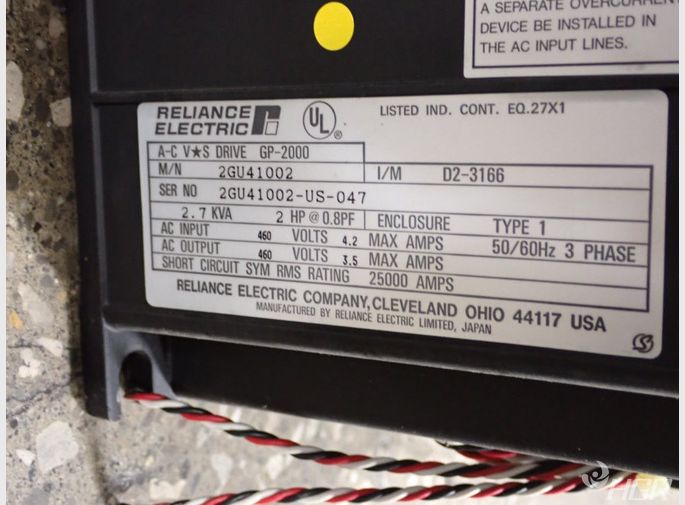 A SEPARATE OVERCURRENT
DEVICE BE INSTALLED IN
THE AC INPUT LINES.
RELIANCE
ELECTRIC
UL
®
LISTED IND. CONT. EQ.27X1
A-C V★S DRIVE GP-2000
M/N 2GU41002 I/M D2-3166
SER NO 2GU41002-US-047
2.7 KVA 2 HP @ 0.8PF ENCLOSURE TYPE 1
AC INPUT 460 VOLTS 4.2 MAX AMPS 50/60Hz 3 PHASE
AC OUTPUT 460 VOLTS 3.5 MAX AMPS
SHORT CIRCUIT SYM RMS RATING 25000 AMPS
RELIANCE ELECTRIC COMPANY, CLEVELAND OHIO 44117 USA
MANUFACTURED BY RELIANCE ELECTRIC LIMITED, JAPAN
HGR